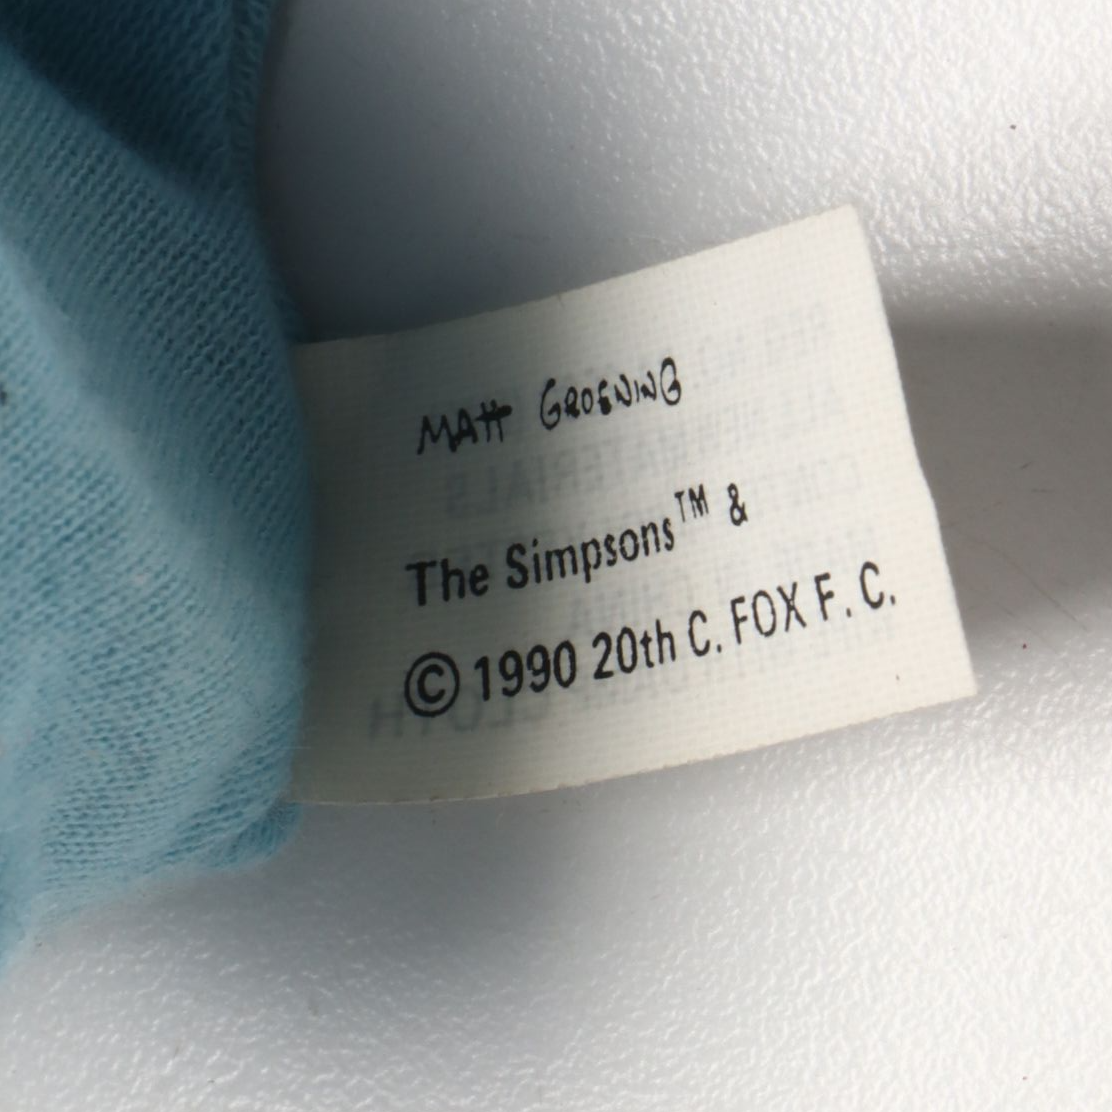 MATT GROENING
The Simpsons™ &
© 1990 20th C. FOX F. C.